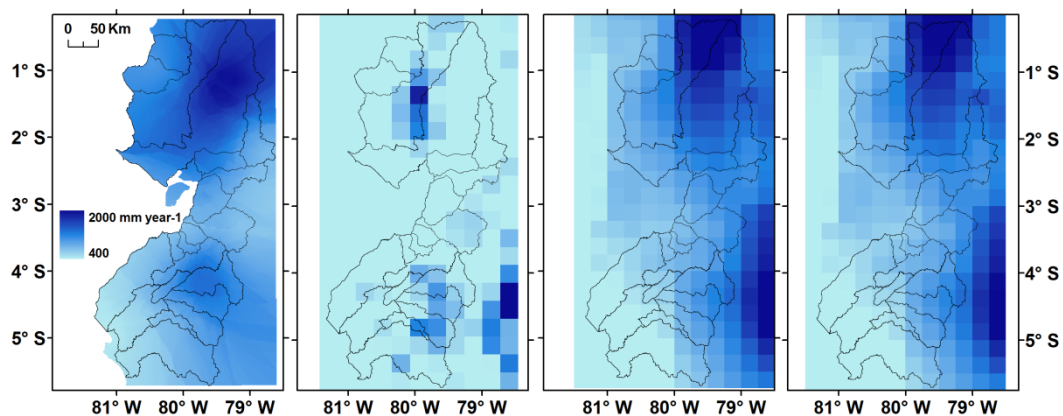 0 50 Km
1° S
2° S
3° S
4° S
5° S
2000 mm year-1
400
81° W 80° W 79° W
81° W 80° W 79° W
81° W 80° W 79° W
81° W 80° W 79° W
-1° S
-2° S
-3° S
-4° S
-5° S